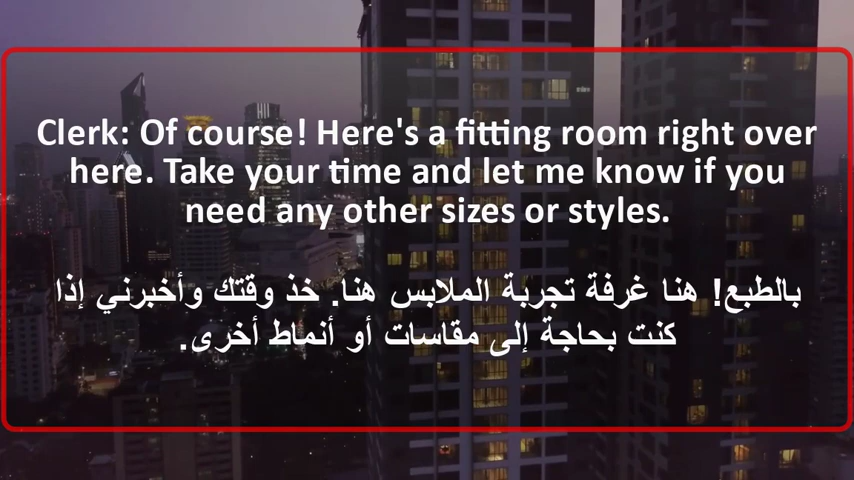 Clerk: Of course! Here's a fitting room right over
here. Take your time and let me know if you
need any other sizes or styles.
بالطبع! هنا غرفة تجربة الملابس هنا. خذ وقتك وأخبرني إذا
كنت بحاجة إلى مقاسات أو أنماط أخرى.